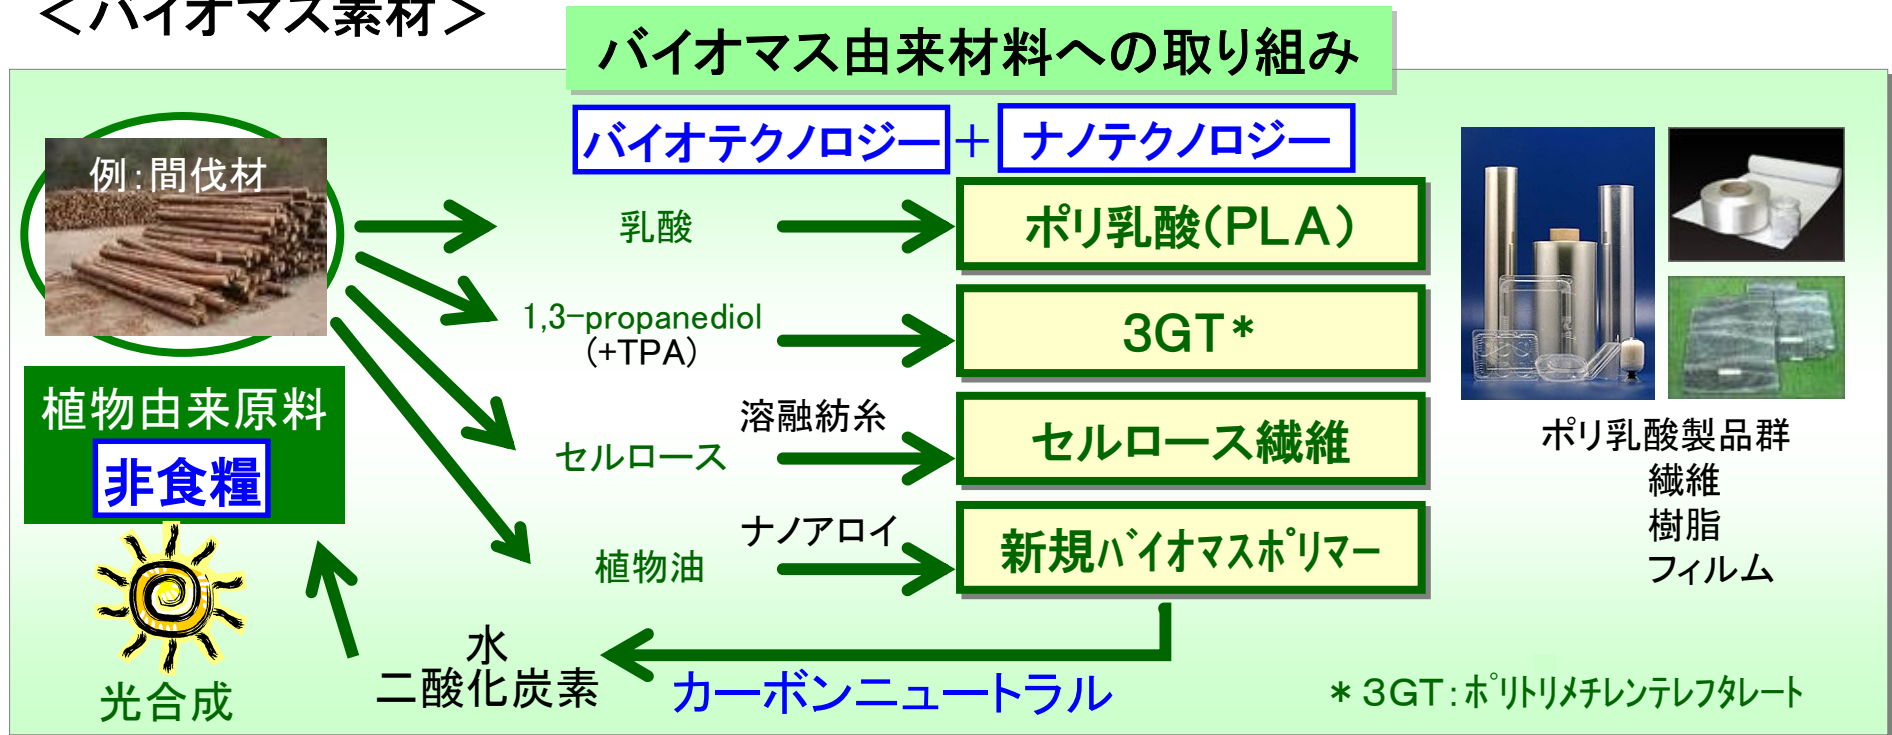 ＜バイオマス素材＞
バイオマス由来材料への取り組み
バイオテクノロジー＋ナノテクノロジー
例：間伐材
植物由来原料
非食糧
光合成
乳酸
ポリ乳酸（PLA）
1,3-propanediol
（+TPA）
3GT*
セルロース
溶融紡糸
セルロース繊維
植物油
ナノアロイ
新規ﾊﾞｲｵﾏｽﾎﾟﾘﾏｰ
水
二酸化炭素
カーボンニュートラル
ポリ乳酸製品群
繊維
樹脂
フィルム
＊3GT：ﾎﾟﾘﾄﾘﾒﾁﾚﾝﾃﾚﾌﾀﾚｰﾄ